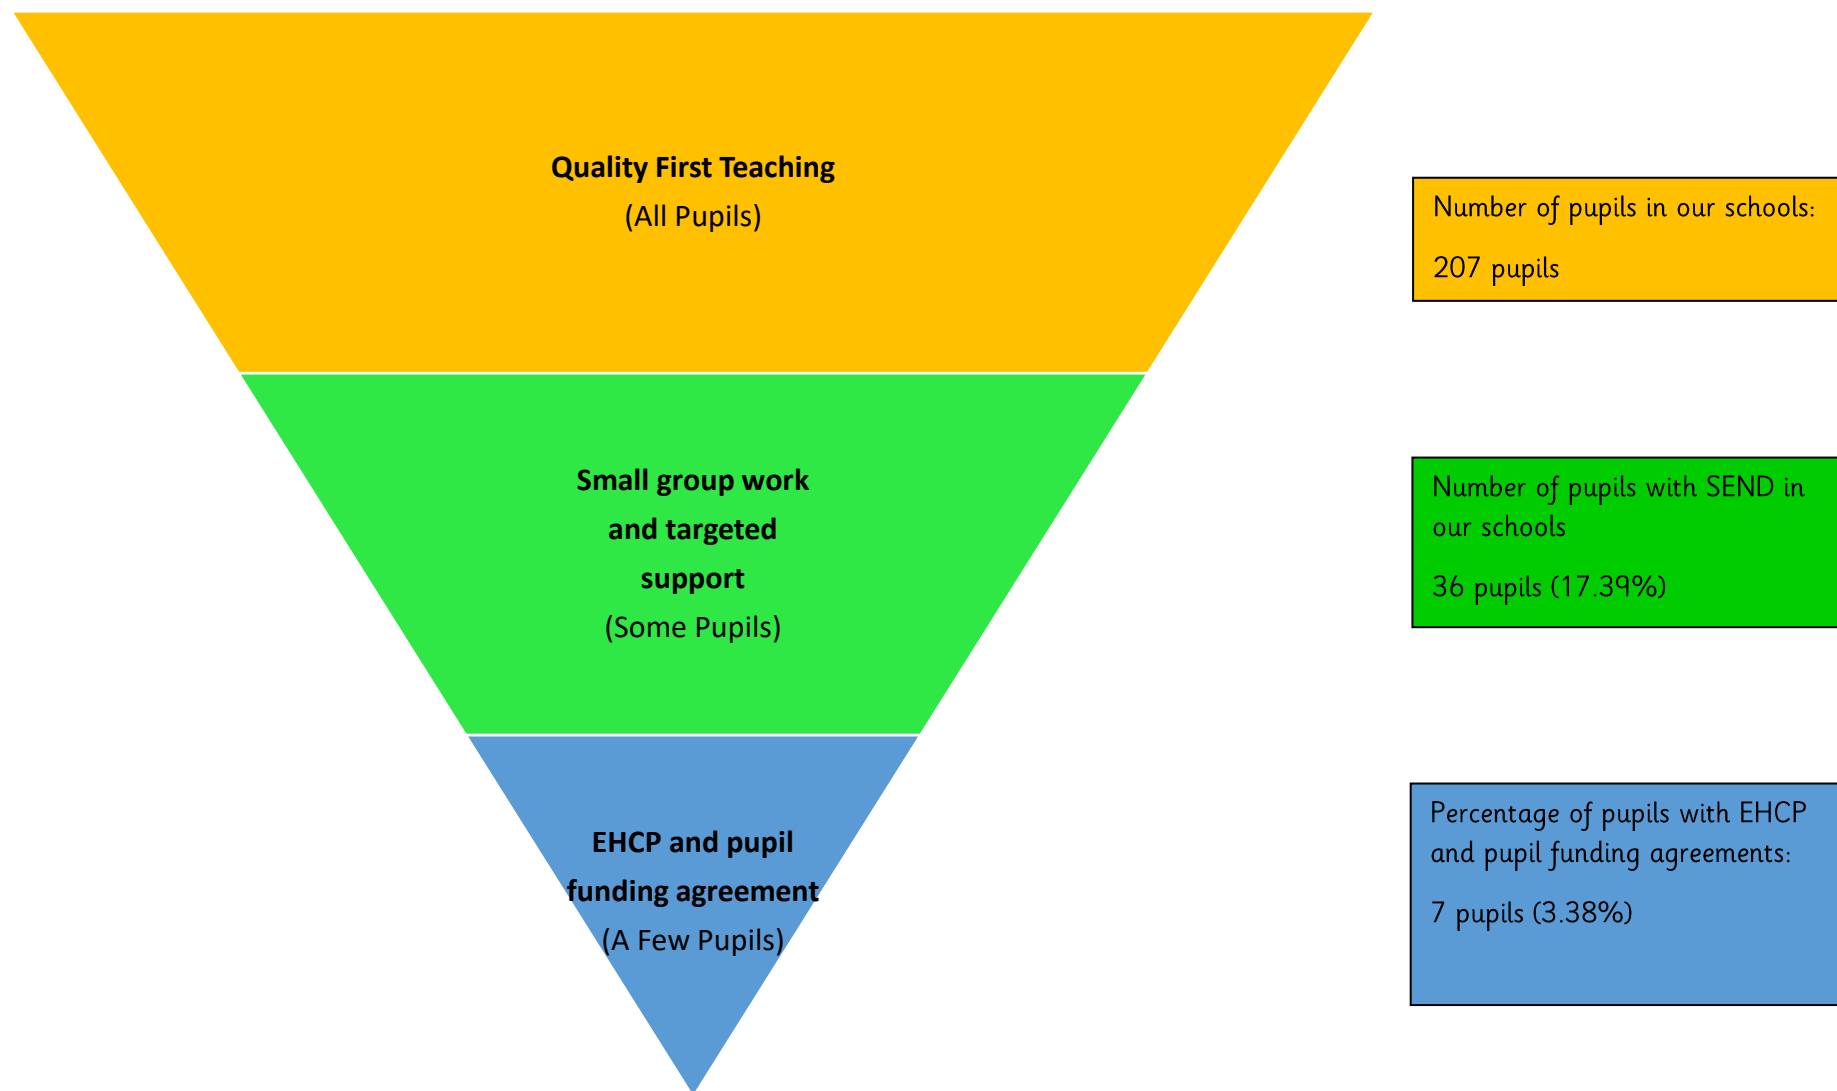 Quality First Teaching
(All Pupils)
Number of pupils in our schools:
207 pupils
Small group work
and targeted
support
(Some Pupils)
Number of pupils with SEND in
our schools
36 pupils (17.39%)
EHCP and pupil
funding agreement
(A Few Pupils)
Percentage of pupils with EHCP
and pupil funding agreements:
7 pupils (3.38%)